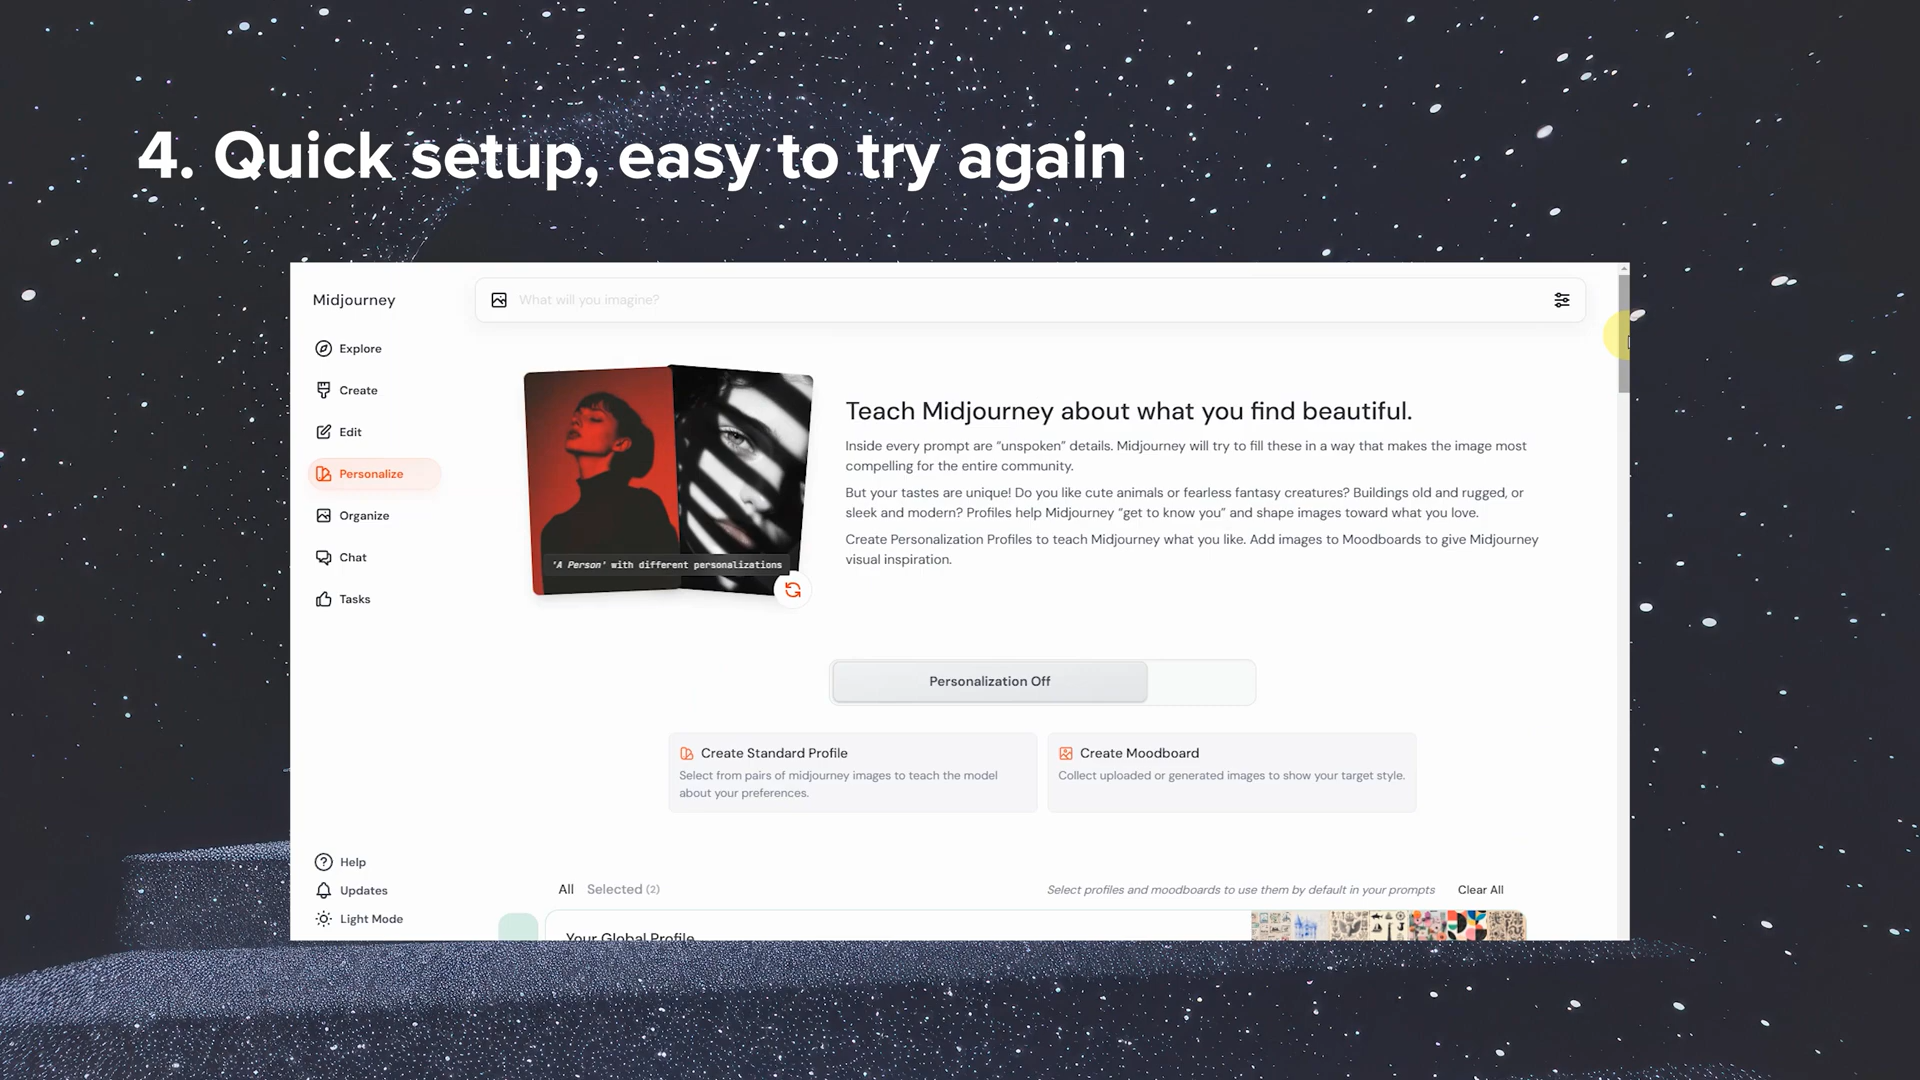 4. Quick setup, easy to try again
Midjourney
What will you imagine?
Explore
Create
Edit
Personalize
Organize
Chat
Tasks
'A Person' with different personalizations
Teach Midjourney about what you find beautiful.
Inside every prompt are “unspoken” details. Midjourney will try to fill these in a way that makes the image most
compelling for the entire community.
But your tastes are unique! Do you like cute animals or fearless fantasy creatures? Buildings old and rugged, or
sleek and modern? Profiles help Midjourney “get to know you” and shape images toward what you love.
Create Personalization Profiles to teach Midjourney what you like. Add images to Moodboards to give Midjourney
visual inspiration.
Personalization Off
Create Standard Profile
Select from pairs of midjourney images to teach the model
about your preferences.
Create Moodboard
Collect uploaded or generated images to show your target style.
Help
Updates
Light Mode
All Selected (2)
Select profiles and moodboards to use them by default in your prompts Clear All
Your Global Profile